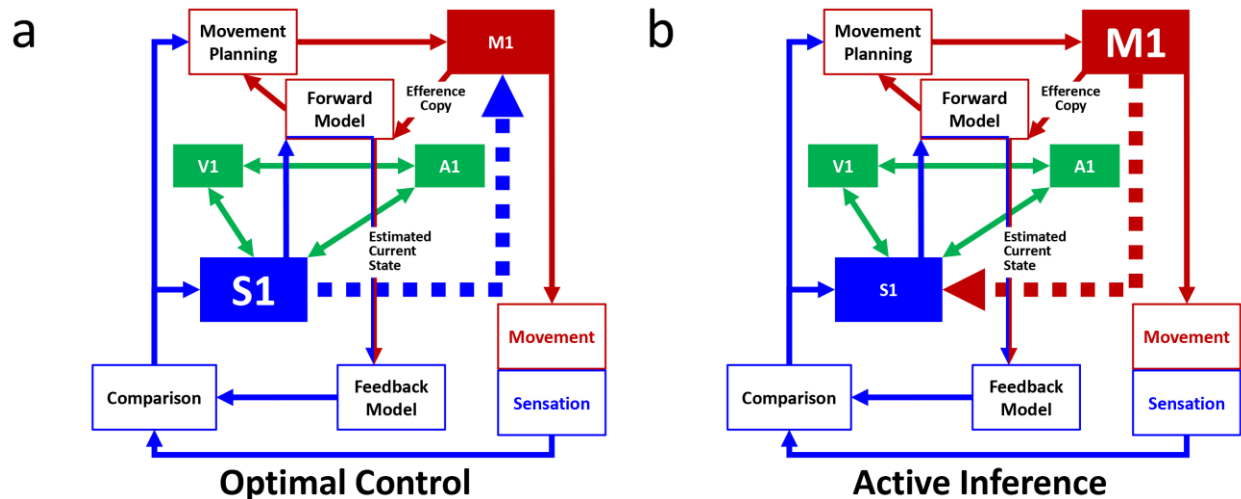 a
Movement
Planning
M1
Efference
Copy
Forward
Model
V1
A1
Estimated
Current
State
S1
Movement
Comparison
Feedback
Model
Sensation
Optimal Control
b
Movement
Planning
M1
Efference
Copy
Forward
Model
V1
A1
Estimated
Current
State
S1
Movement
Comparison
Feedback
Model
Sensation
Active Inference